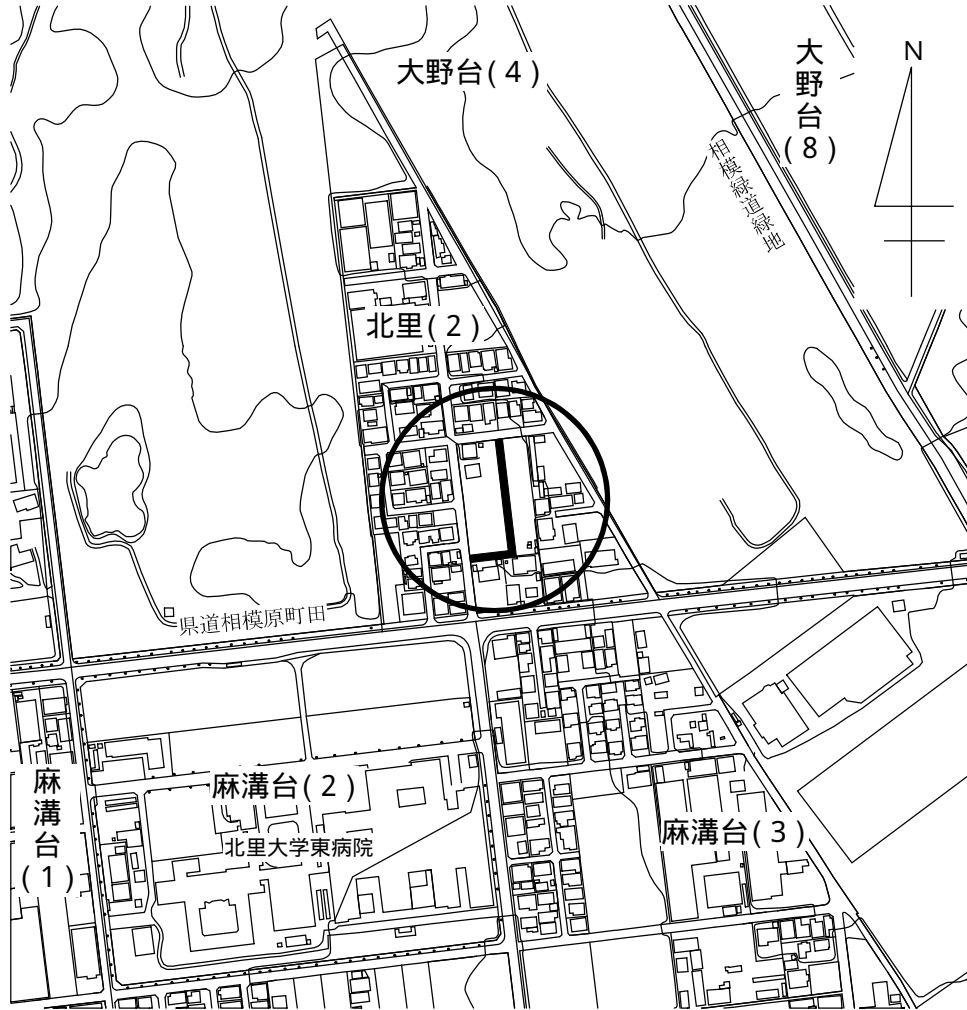 大野台(4)
大野台(8)
N
相模緑道緑地
北里(2)
県道相模原町田
麻溝台(1)
麻溝台(2)
北里大学東病院
麻溝台(3)